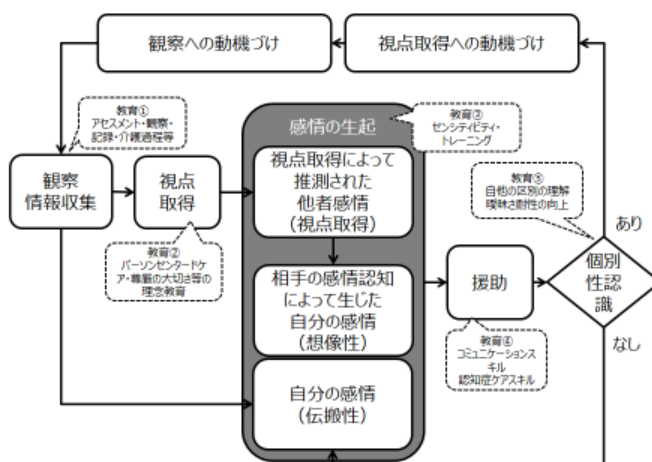 観察への動機づけ
視点取得への動機づけ
教育①
アセスメント・観察・
記録・介護過程等
感情の生起
教育③
センシティビティ・
トレーニング
観察
情報収集
視点
取得
視点取得によって
推測された
他者感情
(視点取得)
教育⑤
自他の区別の理解
曖昧さ耐性の向上
あり
教育②
パーソンセンタードケ
ア・尊厳の大切さ等の
理念教育
相手の感情認知
によって生じた
自分の感情
(想像性)
援助
個別
性認
識
なし
教育④
コミュニケーションス
キル
認知症ケアスキル
自分の感情
(伝搬性)